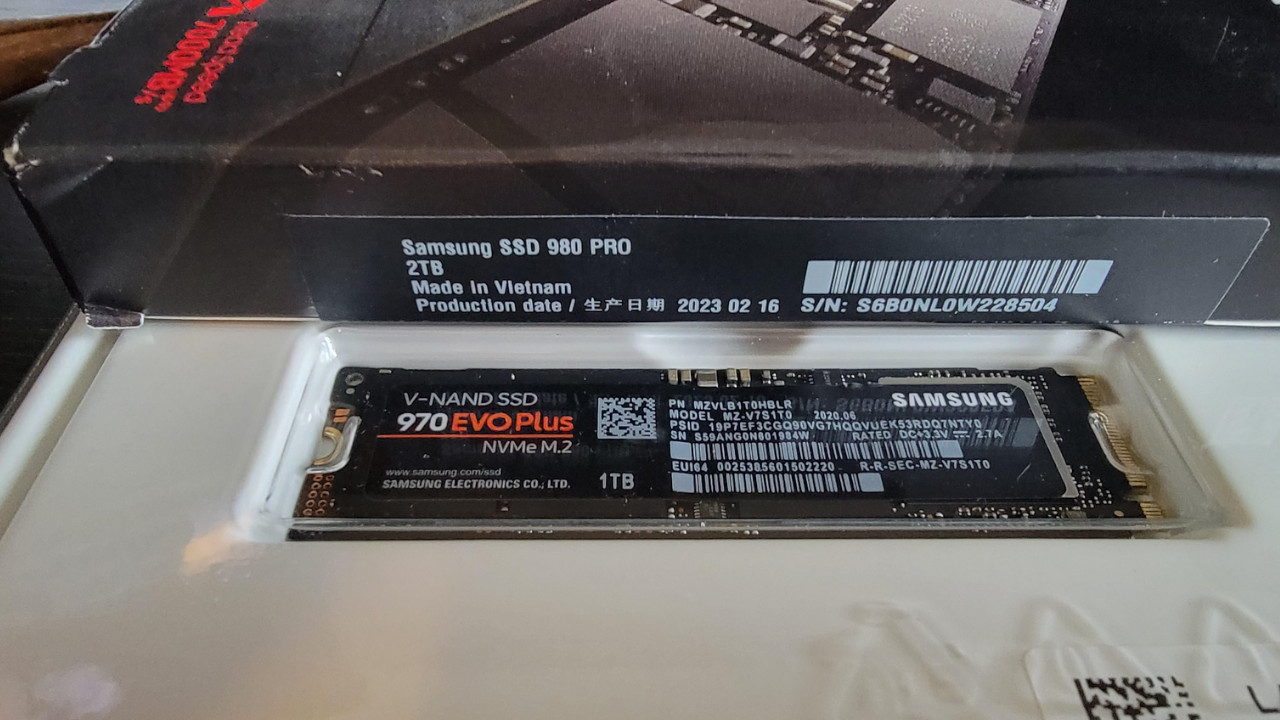 7000MB/s
Read Speed
Samsung SSD 980 PRO
2TB
Made in Vietnam
Production date / 生产日期 2023 02 16
S/N: S6B0NL0W228504
V-NAND SSD
970 EVO Plus
NVMe M.2
www.samsung.com/ssd
SAMSUNG ELECTRONICS CO., LTD.
1TB
SAMSUNG
PN MZVLB1T0HBLR
MODEL MZ-V7S1T0 2020.06
PSID 19P7EF3CGQ90VG7HQQVUEK53RDQ7NTY0
SN S59ANG0N601984W RATED DC+3.3V ⎓ 2.7A
EUI64 0025385601502220 R-R-SEC-MZ-V7S1T0